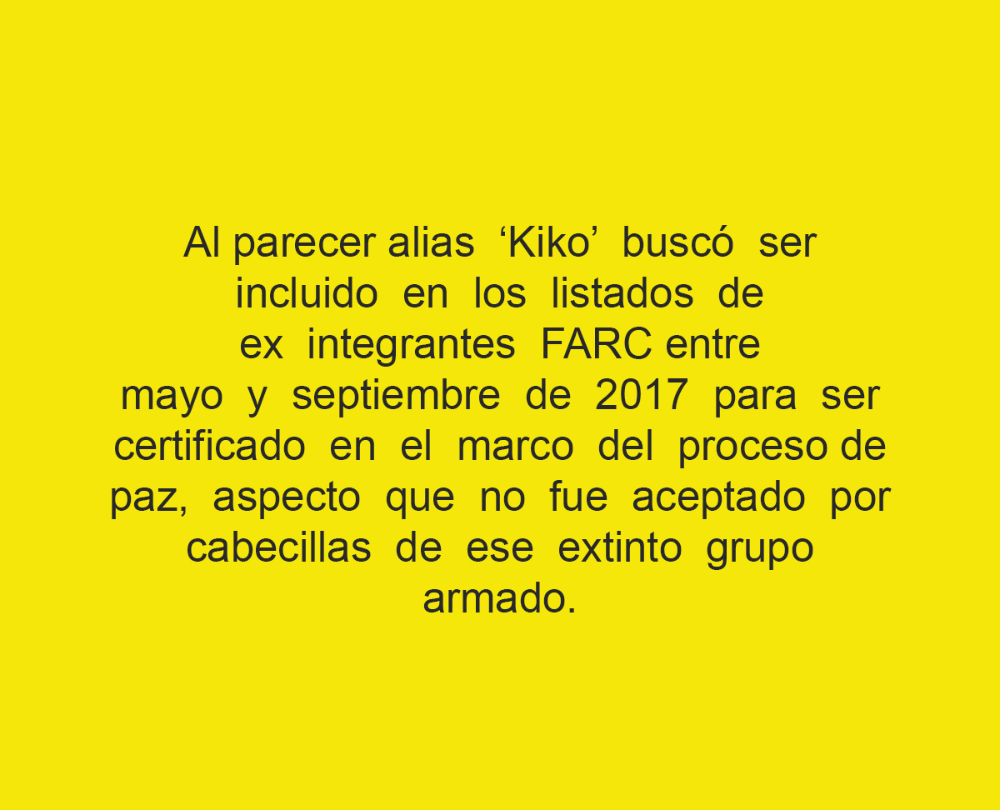 Al parecer alias ‘Kiko’ buscó ser
incluido en los listados de
ex integrantes FARC entre
mayo y septiembre de 2017 para ser
certificado en el marco del proceso de
paz, aspecto que no fue aceptado por
cabecillas de ese extinto grupo
armado.